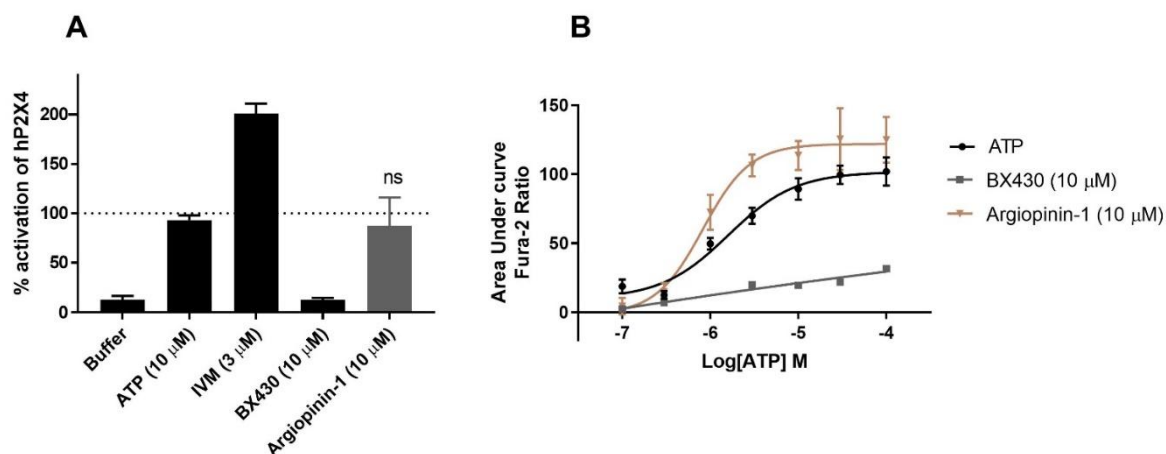 A
% activation of hP2X4
200
150
100
50
0
ns
Buffer
ATP (10 μM)
IVM (3 μM)
BX430 (10 μM)
Argiopinin-1 (10 μM)
B
Area Under curve
Fura-2 Ratio
150
100
50
0
-7
-6
-5
-4
Log[ATP] M
ATP
BX430 (10 μM)
Argiopinin-1 (10 μM)